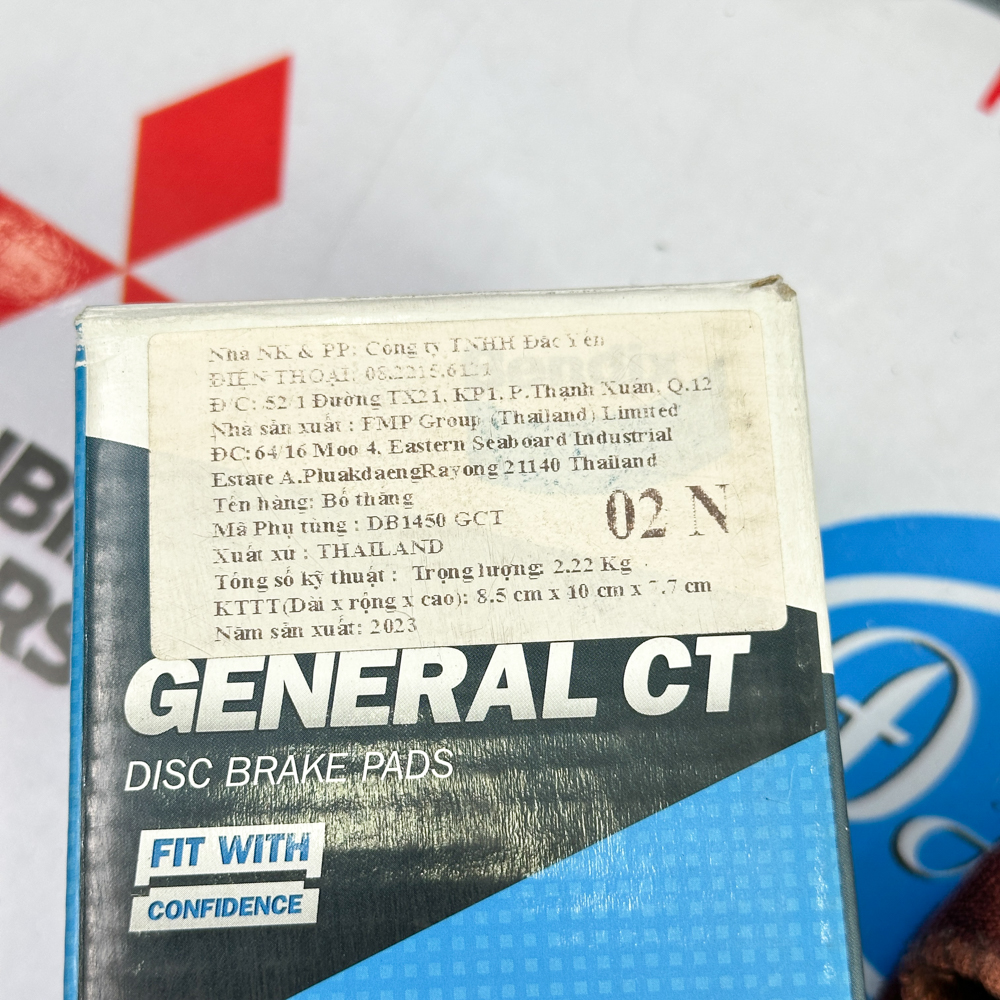 Nhà NK & PP: Công ty TNHH Đắc Yến
ĐIỆN THOẠI: 08.2215.6121
Đ/C: 52/1 Đường TX21, KP1, P.Thạnh Xuân, Q.12
Nhà sản xuất : FMP Group (Thailand) Limited
ĐC: 64/16 Moo 4, Eastern Seaboard Industrial
Estate A.PluakdaengRayong 21140 Thailand
Tên hàng: Bố thắng
Mã Phụ tùng : DB1450 GCT
02 N
Xuất xứ : THAILAND
Tổng số kỹ thuật : Trọng lượng: 2.22 Kg
KTTT(Dài x rộng x cao): 8.5 cm x 10 cm x 7.7 cm
Năm sản xuất: 2023
GENERAL CT
DISC BRAKE PADS
FIT WITH
CONFIDENCE